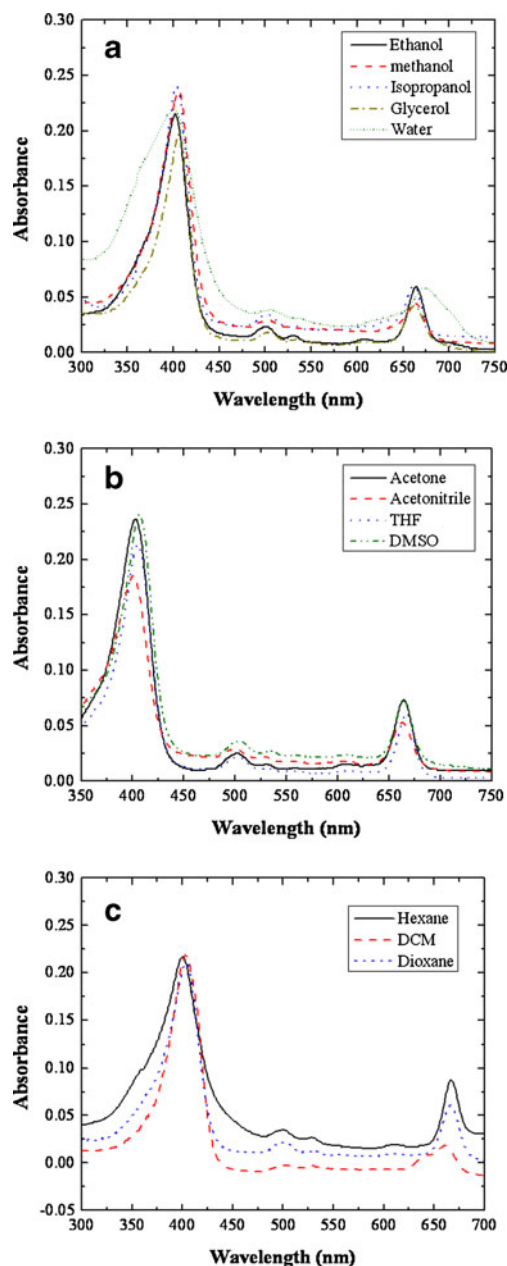 0.30
a
Ethanol
methanol
Isopropanol
Glycerol
Water
0.25
0.20
0.15
0.10
0.05
0.00
Absorbance
300 350 400 450 500 550 600 650 700 750
Wavelength (nm)
0.30
b
Acetone
Acetonitrile
THF
DMSO
0.25
0.20
0.15
0.10
0.05
0.00
Absorbance
350 400 450 500 550 600 650 700 750
Wavelength (nm)
0.30
c
Hexane
DCM
Dioxane
0.25
0.20
0.15
0.10
0.05
0.00
-0.05
Absorbance
300 400 500 600 700
Wavelength (nm)